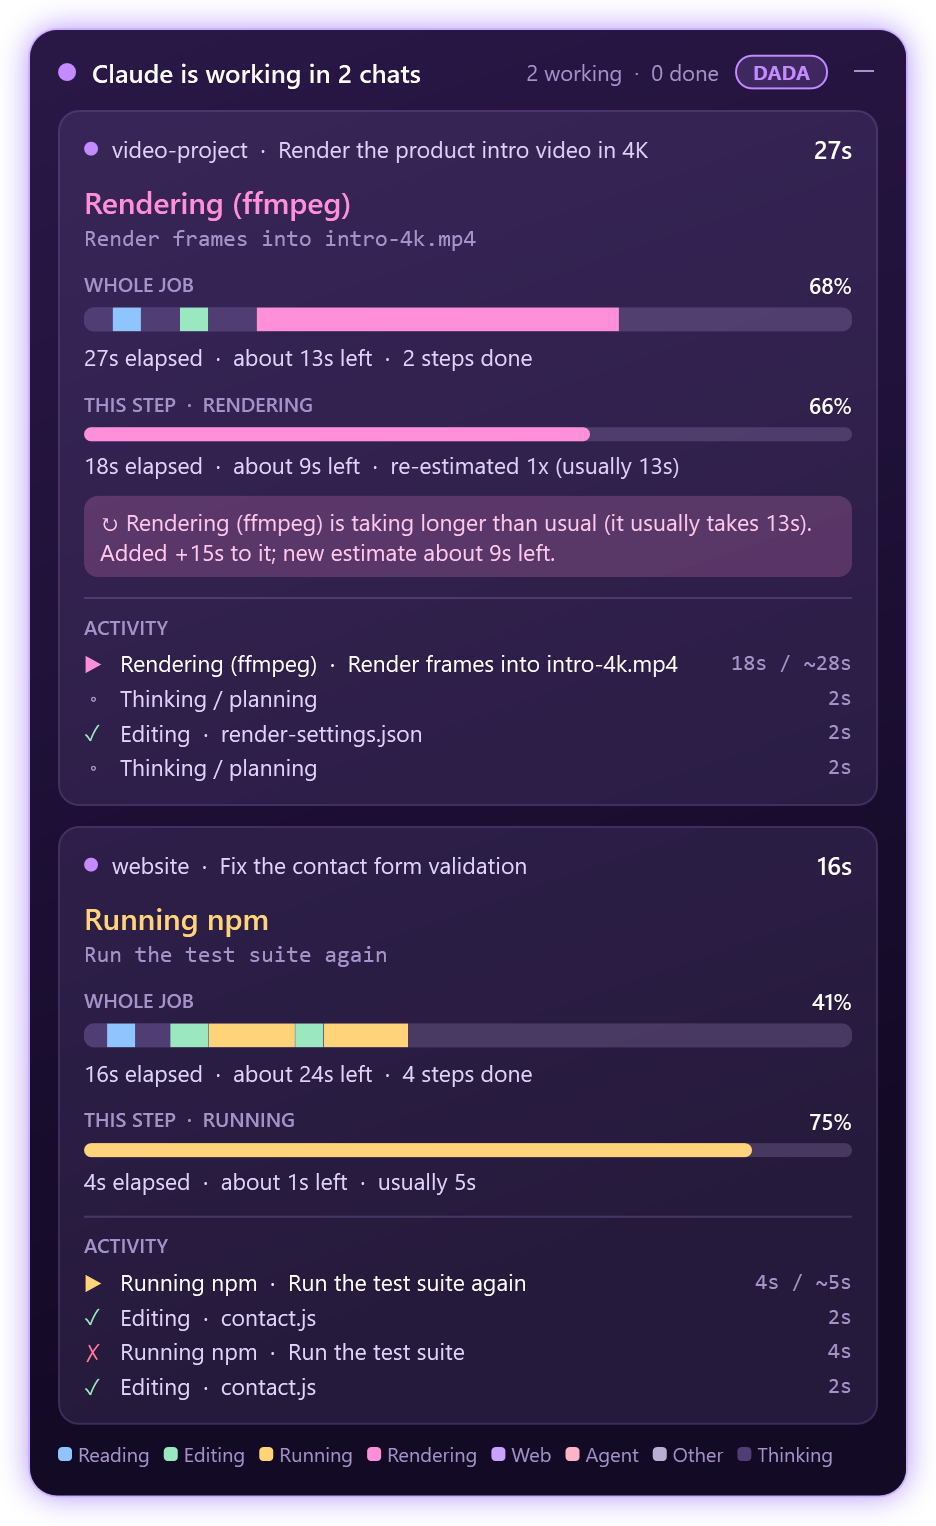 Claude is working in 2 chats 2 working · 0 done DADA —
video-project · Render the product intro video in 4K 27s
Rendering (ffmpeg)
Render frames into intro-4k.mp4
WHOLE JOB 68%
27s elapsed · about 13s left · 2 steps done
THIS STEP · RENDERING 66%
18s elapsed · about 9s left · re-estimated 1x (usually 13s)
↻ Rendering (ffmpeg) is taking longer than usual (it usually takes 13s).
Added +15s to it; new estimate about 9s left.
ACTIVITY
▶ Rendering (ffmpeg) · Render frames into intro-4k.mp4 18s / ~28s
◦ Thinking / planning 2s
✓ Editing · render-settings.json 2s
◦ Thinking / planning 2s
website · Fix the contact form validation 16s
Running npm
Run the test suite again
WHOLE JOB 41%
16s elapsed · about 24s left · 4 steps done
THIS STEP · RUNNING 75%
4s elapsed · about 1s left · usually 5s
ACTIVITY
▶ Running npm · Run the test suite again 4s / ~5s
✓ Editing · contact.js 2s
✗ Running npm · Run the test suite 4s
✓ Editing · contact.js 2s
Reading Editing Running Rendering Web Agent Other Thinking